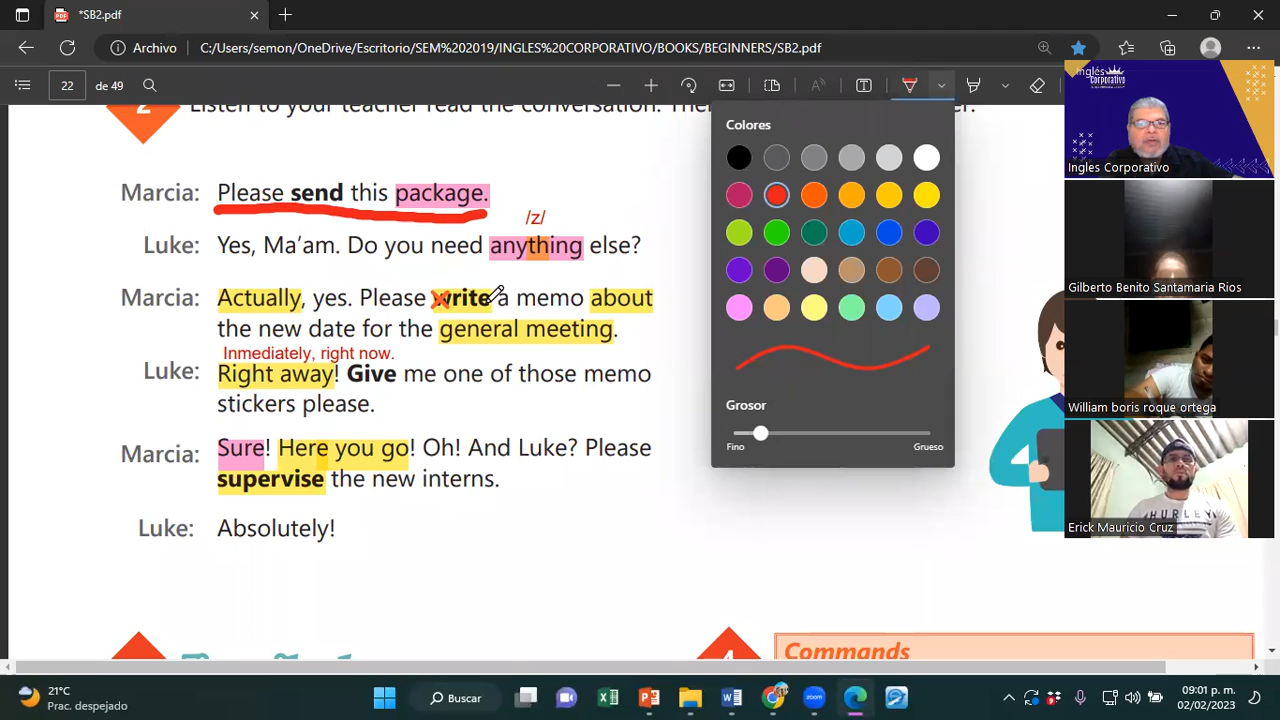 *SB2.pdf
Archivo
C:/Users/semon/OneDrive/Escritorio/SEM%202019/INGLES%20CORPORATIVO/BOOKS/BEGINNERS/SB2.pdf
22 de 49
Listen to your teacher read the conversation.
Marcia: Please send this package.
/z/
Luke: Yes, Ma'am. Do you need anything else?
Marcia: Actually, yes. Please write a memo about
the new date for the general meeting.
Inmediately, right now.
Luke: Right away! Give me one of those memo
stickers please.
Marcia: Sure! Here you go! Oh! And Luke? Please
supervise the new interns.
Luke: Absolutely!
Commands
Colores
Grosor
Fino
Grueso
Inglés
Corporativo
Ingles Corporativo
Gilberto Benito Santamaria Rios
William boris roque ortega
HURLEY
Erick Mauricio Cruz
21°C
Prac. despejado
Buscar
09:01 p. m.
02/02/2023